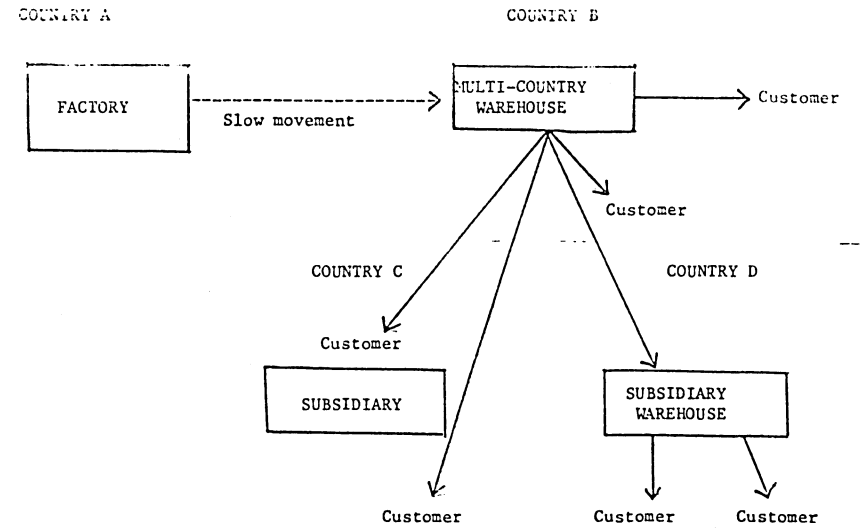 COUNTRY A
COUNTRY B
FACTORY
Slow movement
MULTI-COUNTRY
WAREHOUSE
Customer
Customer
COUNTRY C
COUNTRY D
Customer
SUBSIDIARY
SUBSIDIARY
WAREHOUSE
Customer
Customer
Customer